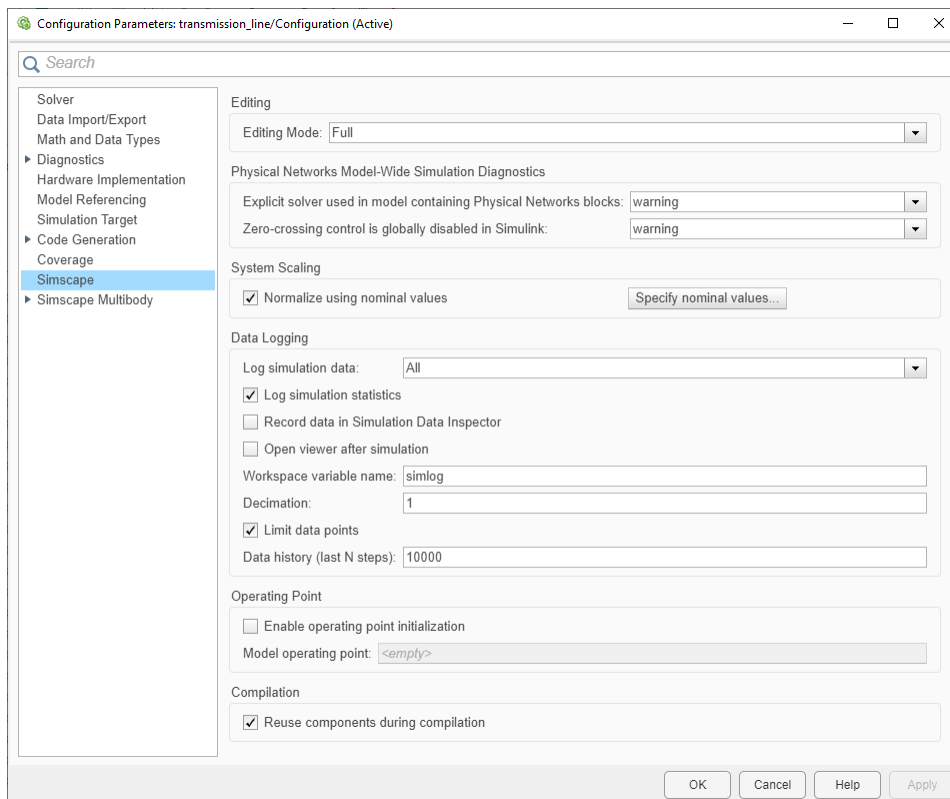 Configuration Parameters: transmission_line/Configuration (Active)
Search
Solver
Data Import/Export
Math and Data Types
Diagnostics
Hardware Implementation
Model Referencing
Simulation Target
Code Generation
Coverage
Simscape
Simscape Multibody
Editing
Editing Mode: Full
Physical Networks Model-Wide Simulation Diagnostics
Explicit solver used in model containing Physical Networks blocks: warning
Zero-crossing control is globally disabled in Simulink: warning
System Scaling
Normalize using nominal values Specify nominal values...
Data Logging
Log simulation data: All
Log simulation statistics
Record data in Simulation Data Inspector
Open viewer after simulation
Workspace variable name: simlog
Decimation: 1
Limit data points
Data history (last N steps): 10000
Operating Point
Enable operating point initialization
Model operating point: <empty>
Compilation
Reuse components during compilation
OK Cancel Help Apply